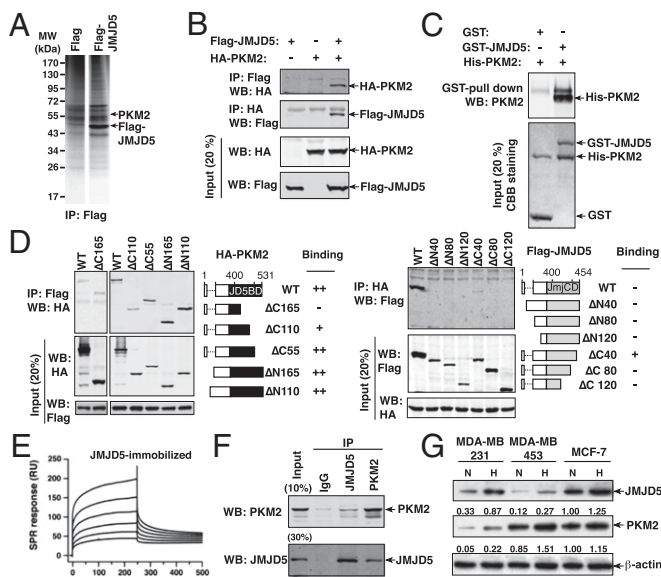 A
MW
(kDa)
Flag
Flag-
JMJD5
170
130
95
72
55
43
34
26
17
PKM2
Flag-
JMJD5
IP: Flag
B
Flag-JMJD5: + - +
HA-PKM2: - + +
IP: Flag
WB: HA
HA-PKM2
IP: HA
WB: Flag
Flag-JMJD5
Input (20 %)
WB: HA
HA-PKM2
WB: Flag
Flag-JMJD5
C
GST: + -
GST-JMJD5: - +
His-PKM2: + +
GST-pull down
WB: PKM2
His-PKM2
Input (20 %)
CBB staining
GST-JMJD5
His-PKM2
GST
D
WT
ΔC165
WT
ΔC110
ΔC55
ΔN165
ΔN110
IP: Flag
WB: HA
Input (20%)
WB:
HA
WB:
Flag
HA-PKM2
Binding
1 400 531
JD5BD
WT ++
ΔC165 -
ΔC110 +
ΔC55 ++
ΔN165 ++
ΔN110 ++
WT
ΔN40
ΔN80
ΔN120
ΔC40
ΔC80
ΔC120
IP: HA
WB: Flag
Input (20%)
WB:
Flag
WB:
HA
Flag-JMJD5
Binding
1 400 454
JmjCD
WT -
ΔN40 -
ΔN80 -
ΔN120 -
ΔC40 +
ΔC 80 -
ΔC 120 -
E
JMJD5-immobilized
SPR response (RU)
250
200
150
100
50
0
0 100 200 300 400 500
F
IP
Input
IgG
JMJD5
PKM2
(10%)
WB: PKM2
PKM2
(30%)
WB: JMJD5
JMJD5
G
MDA-MB
231
MDA-MB
453
MCF-7
N H N H N H
JMJD5
0.33 0.87 0.12 0.27 1.00 1.25
PKM2
0.05 0.22 0.85 1.51 1.00 1.15
β-actin